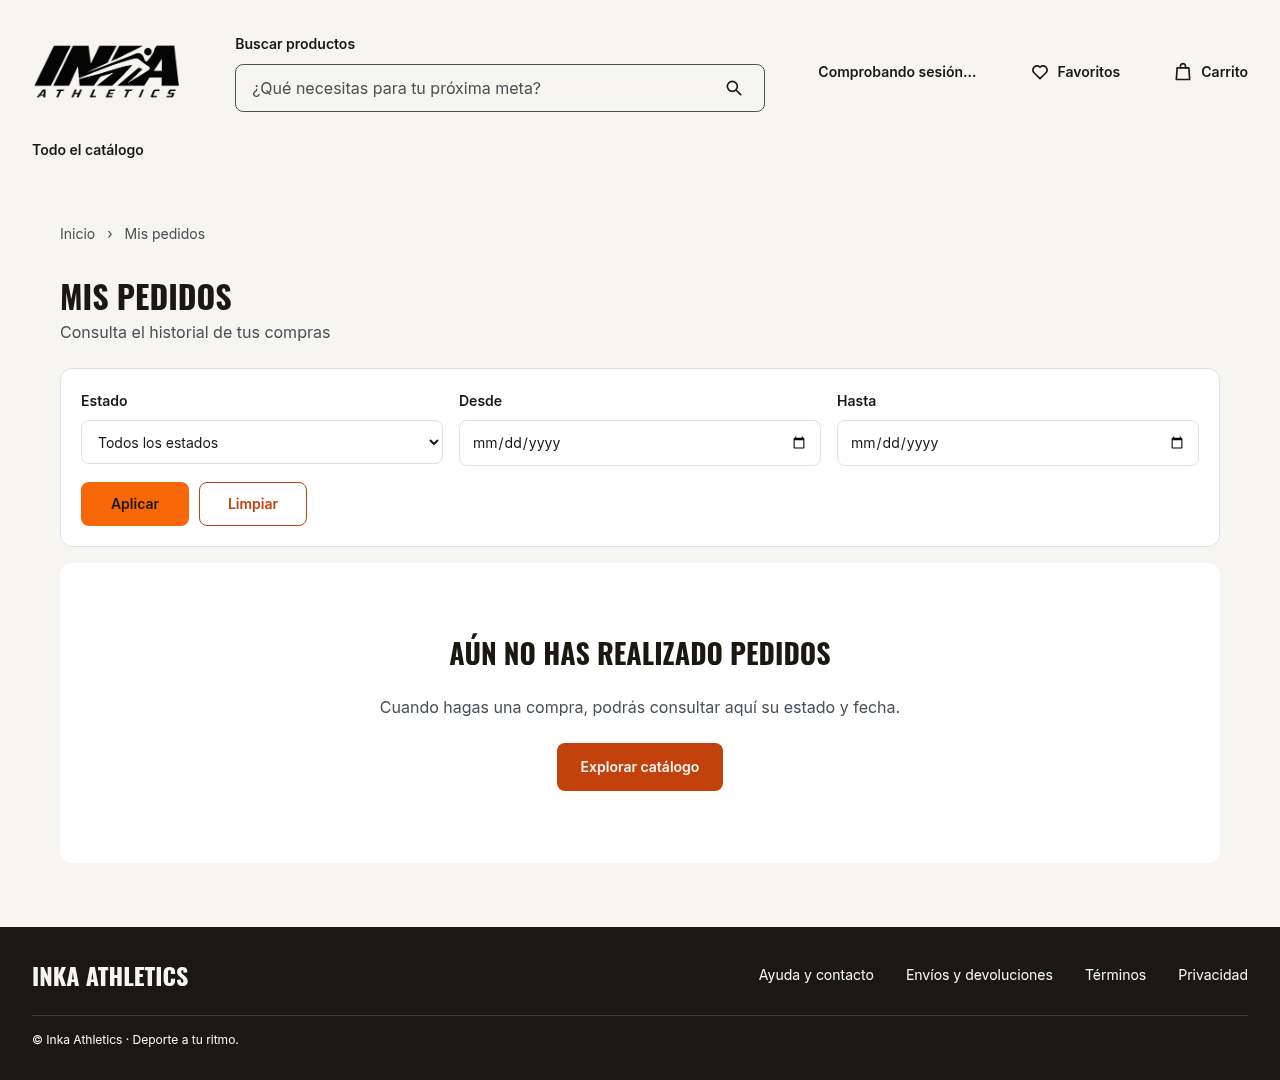 INKA
ATHLETICS
Buscar productos
¿Qué necesitas para tu próxima meta?
Comprobando sesión...
Favoritos
Carrito
Todo el catálogo
Inicio › Mis pedidos
MIS PEDIDOS
Consulta el historial de tus compras
Estado
Desde
Hasta
Todos los estados
mm/dd/yyyy
mm/dd/yyyy
Aplicar
Limpiar
AÚN NO HAS REALIZADO PEDIDOS
Cuando hagas una compra, podrás consultar aquí su estado y fecha.
Explorar catálogo
INKA ATHLETICS
Ayuda y contacto
Envíos y devoluciones
Términos
Privacidad
© Inka Athletics · Deporte a tu ritmo.